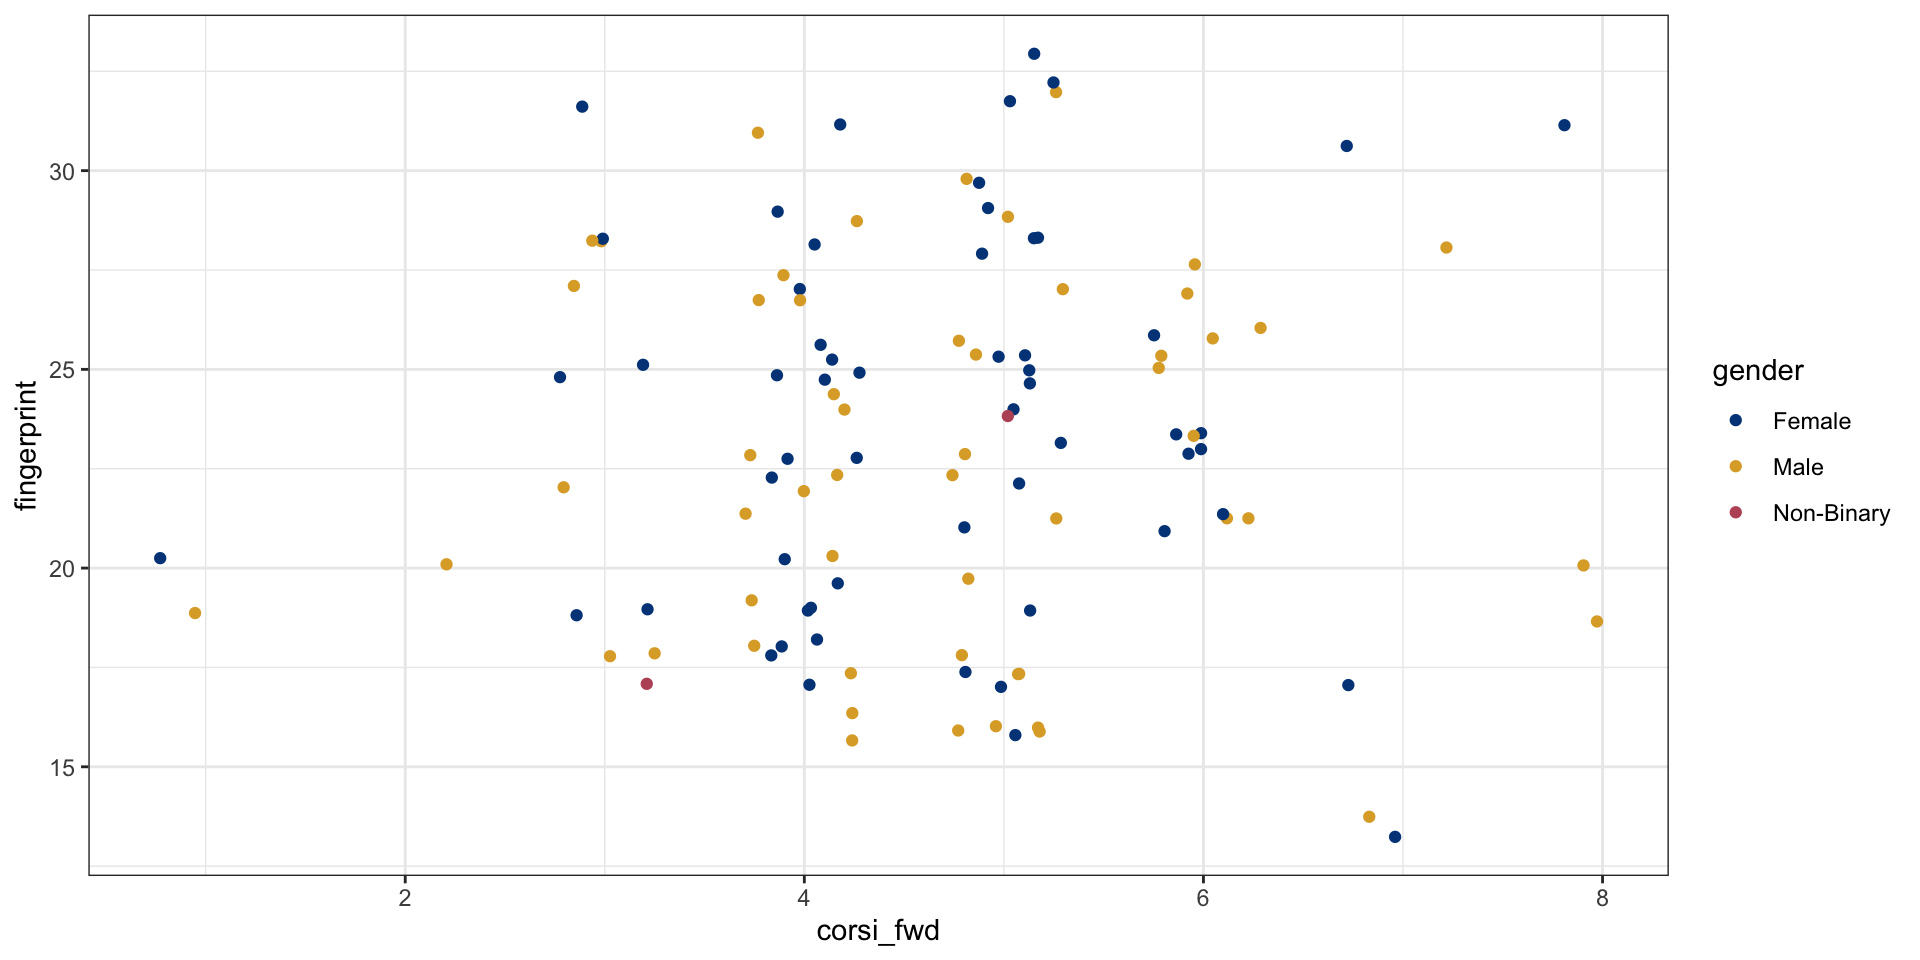 30
25
20
15
fingerprint
2 4 6 8
corsi_fwd
gender
Female
Male
Non-Binary